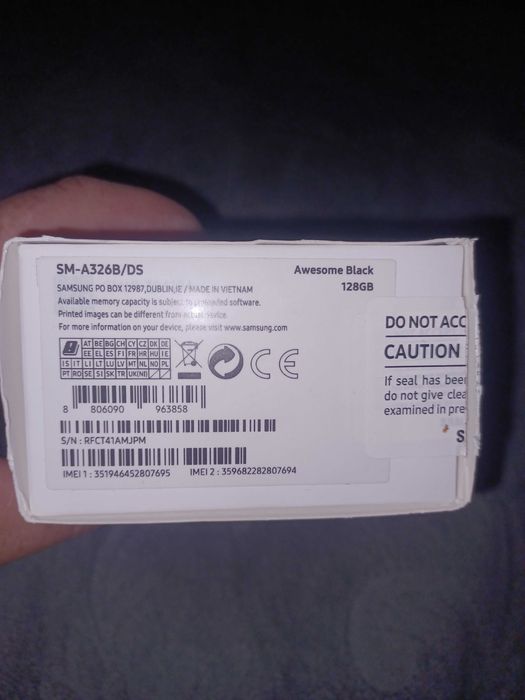 SM-A326B/DS
Awesome Black
128GB
SAMSUNG PO BOX 12987,DUBLIN,IE / MADE IN VIETNAM
Available memory capacity is subject to preloaded software.
Printed images can be different from actual device.
For more information on your device, please visit www.samsung.com
AT BE BG CH CY CZ DK DE
EE EL ES FI FR HR HU IE
IS IT LI LT LU LV MT NL NO PL
PT RO SE SI SK TR UK(NI)
CE
8 806090 963858
S/N : RFCT41AMJPM
IMEI 1 : 351946452807695 IMEI 2 : 359682282807694
DO NOT ACC
CAUTION
If seal has been
do not give clea
examined in pre
S